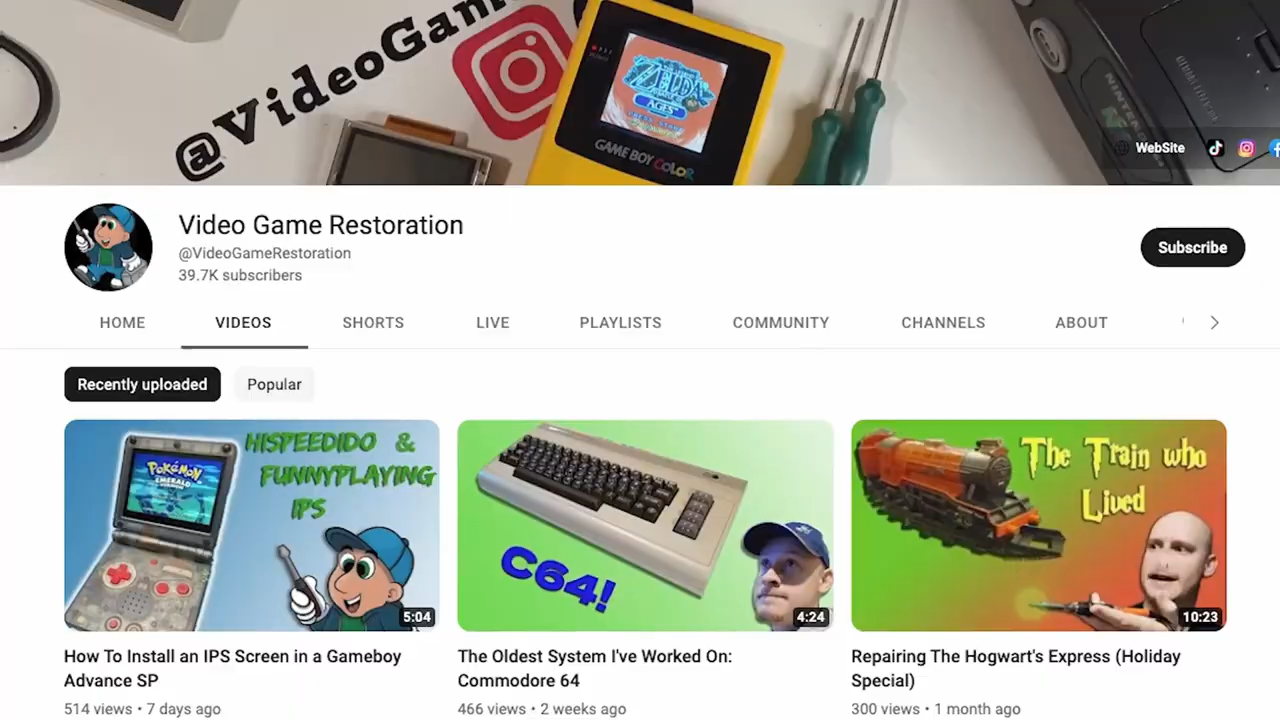 @VideoGam
THE LEGEND OF
ZELDA
AGES
GAME BOY COLOR
NINTENDO
WebSite
Video Game Restoration
@VideoGameRestoration
39.7K subscribers
Subscribe
HOME VIDEOS SHORTS LIVE PLAYLISTS COMMUNITY CHANNELS ABOUT
Recently uploaded Popular
HISPEEDIDO &
FUNNYPLAYING
IPS
POKéMON
EMERALD
5:04
C64!
4:24
The Train who
Lived
10:23
How To Install an IPS Screen in a Gameboy
Advance SP
514 views • 7 days ago
The Oldest System I've Worked On:
Commodore 64
466 views • 2 weeks ago
Repairing The Hogwart's Express (Holiday
Special)
300 views • 1 month ago